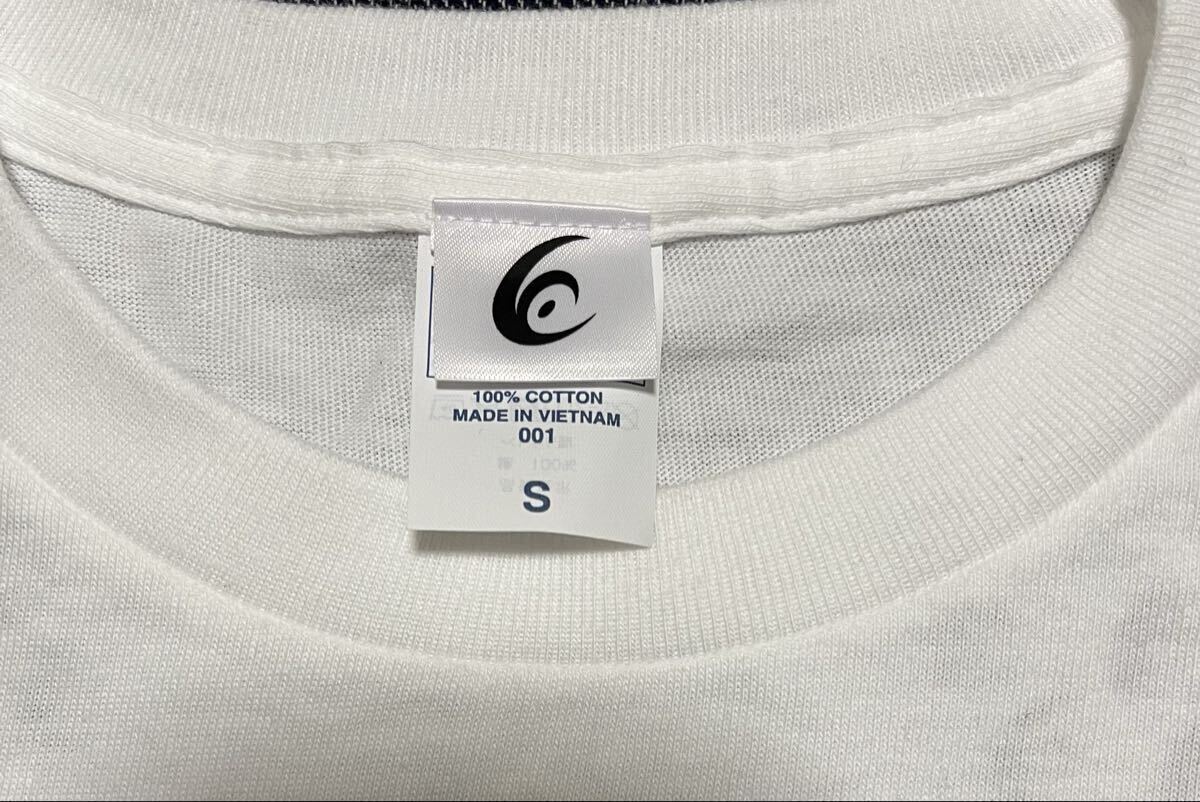 100% COTTON
MADE IN VIETNAM
001
S